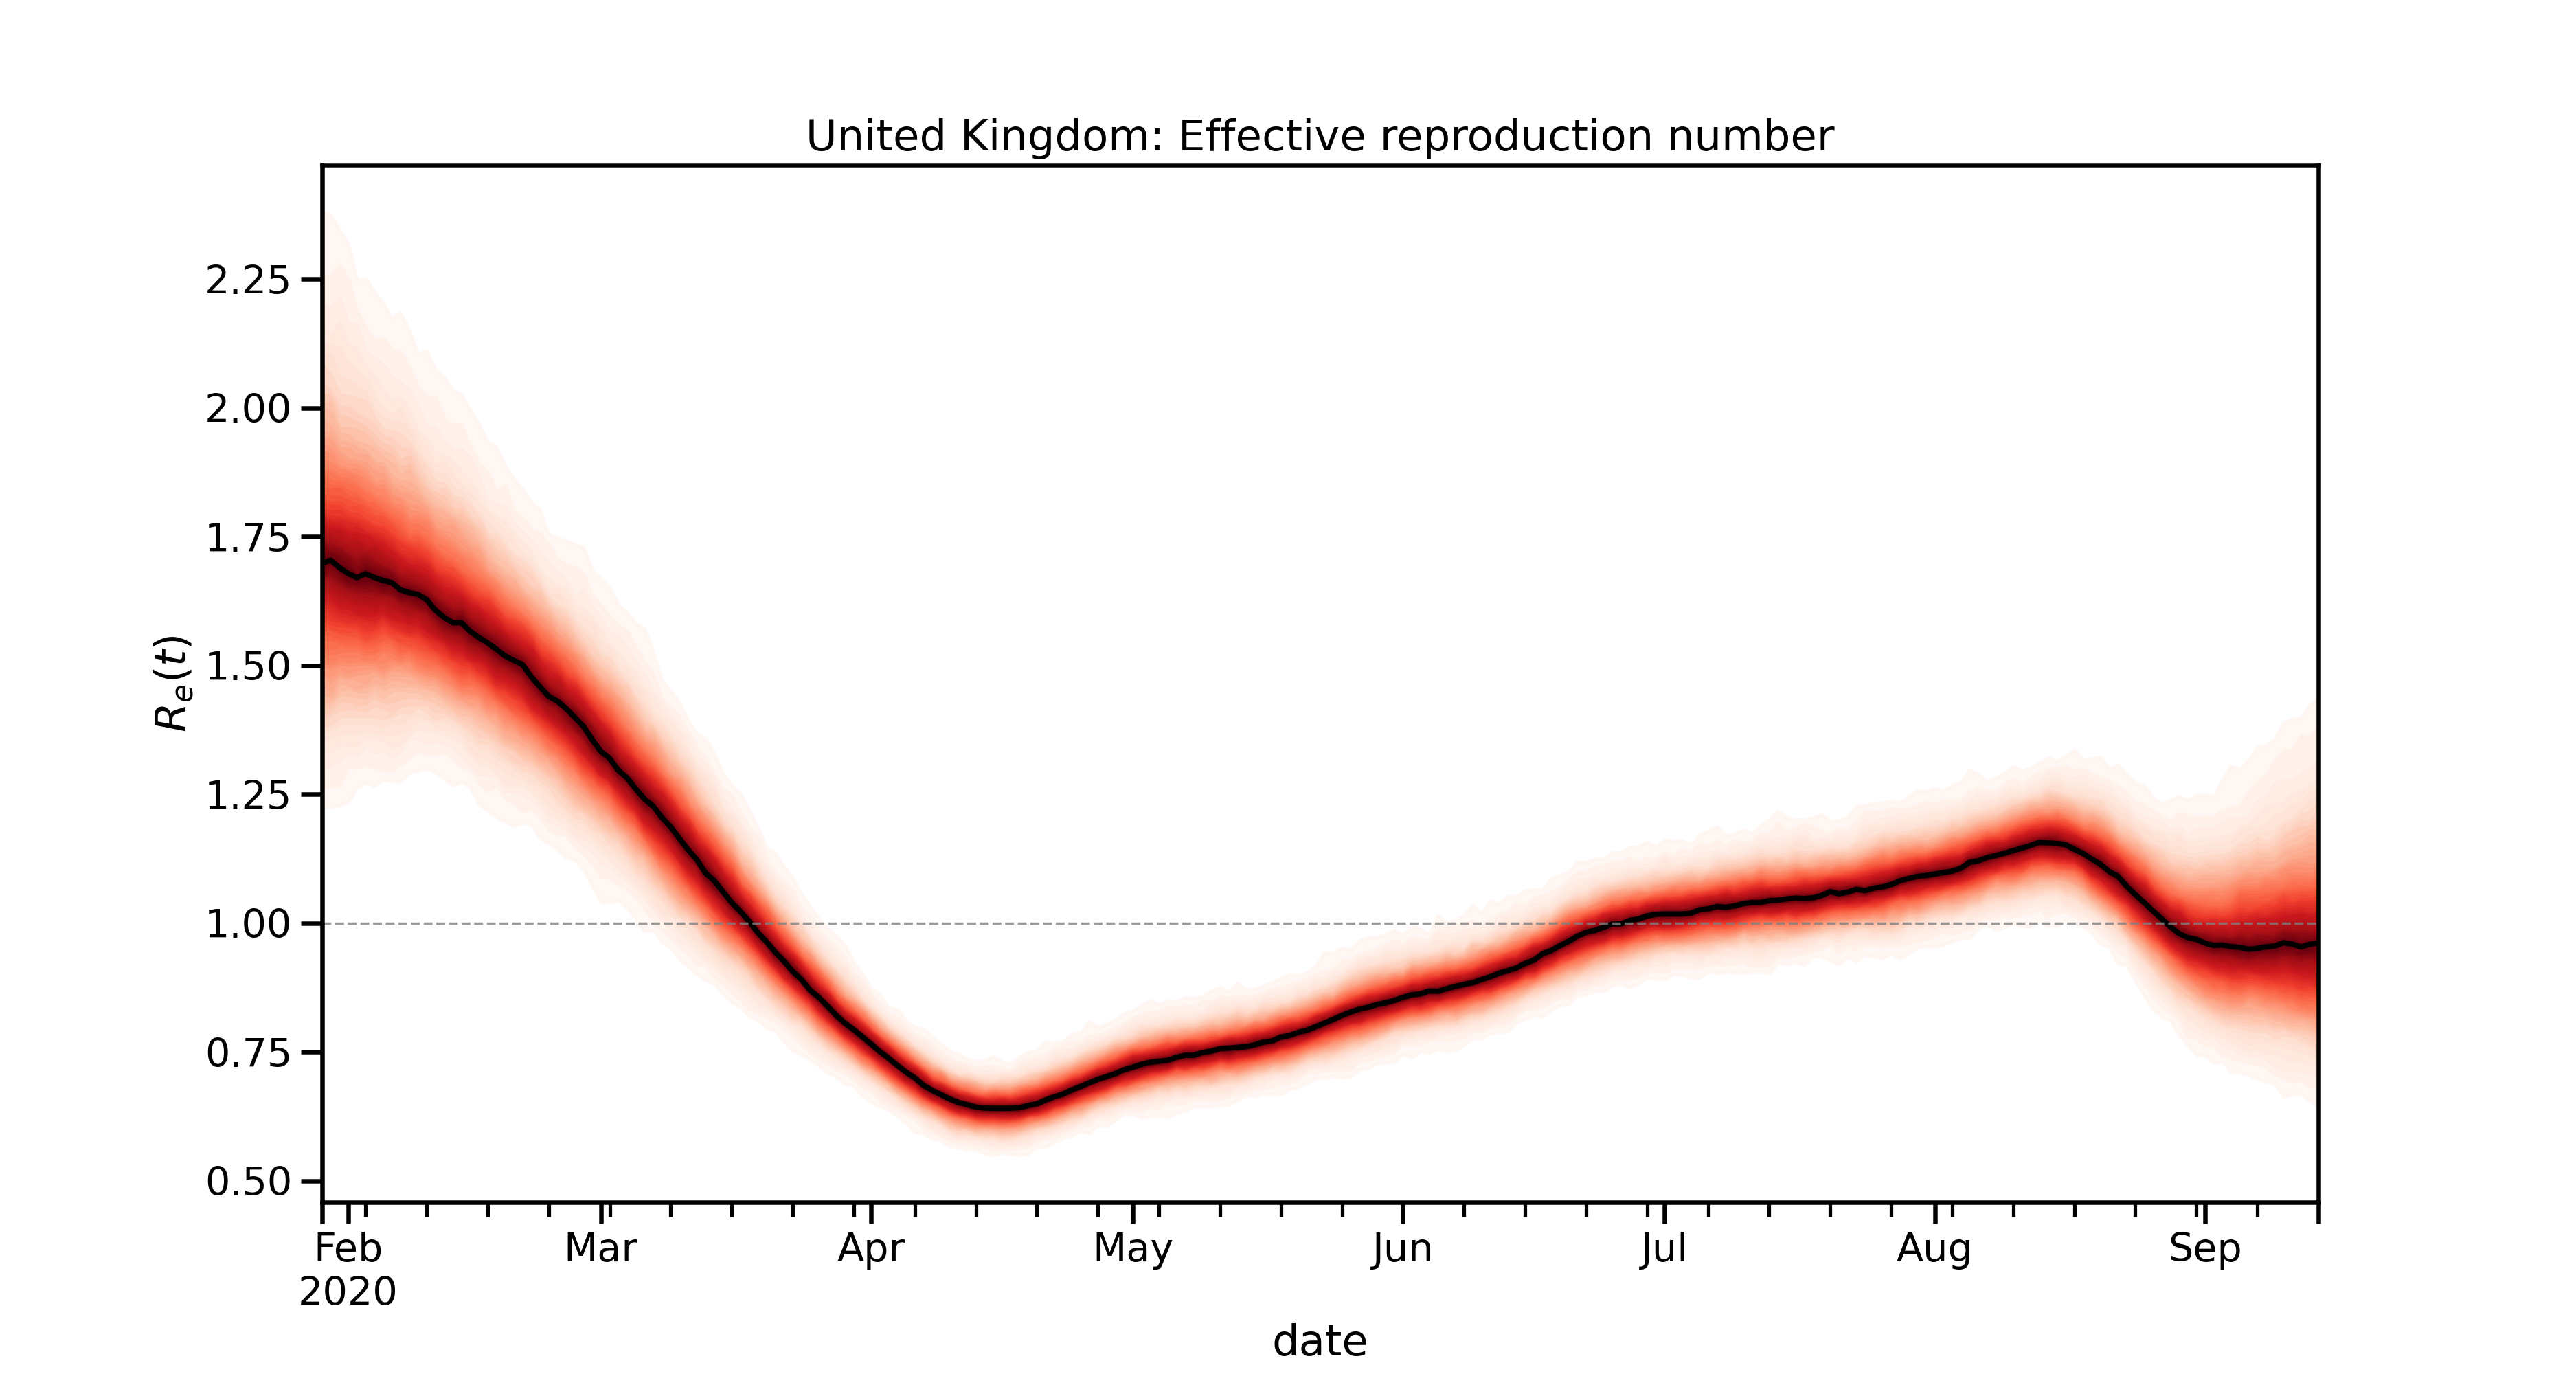 United Kingdom: Effective reproduction number
2.25
2.00
1.75
1.50
1.25
1.00
0.75
0.50
Re(t)
Feb Mar Apr May Jun Jul Aug Sep
2020
date